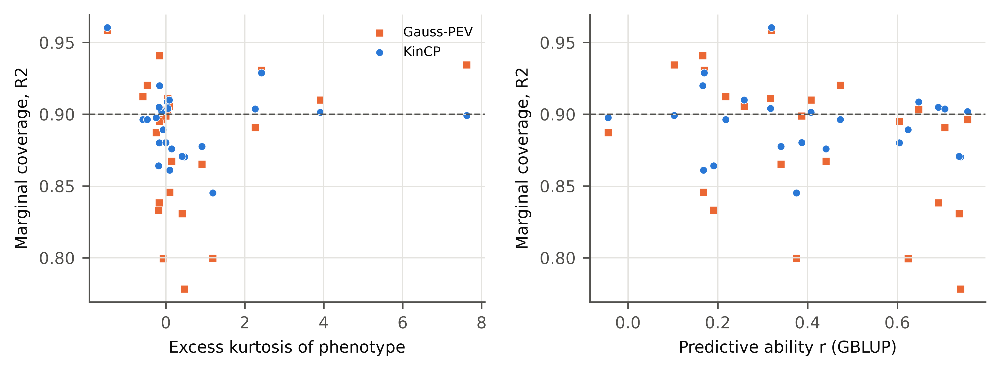 Marginal coverage, R2
0.95
0.90
0.85
0.80
Gauss-PEV
KinCP
0 2 4 6 8
Excess kurtosis of phenotype
Marginal coverage, R2
0.95
0.90
0.85
0.80
0.0 0.2 0.4 0.6
Predictive ability r (GBLUP)